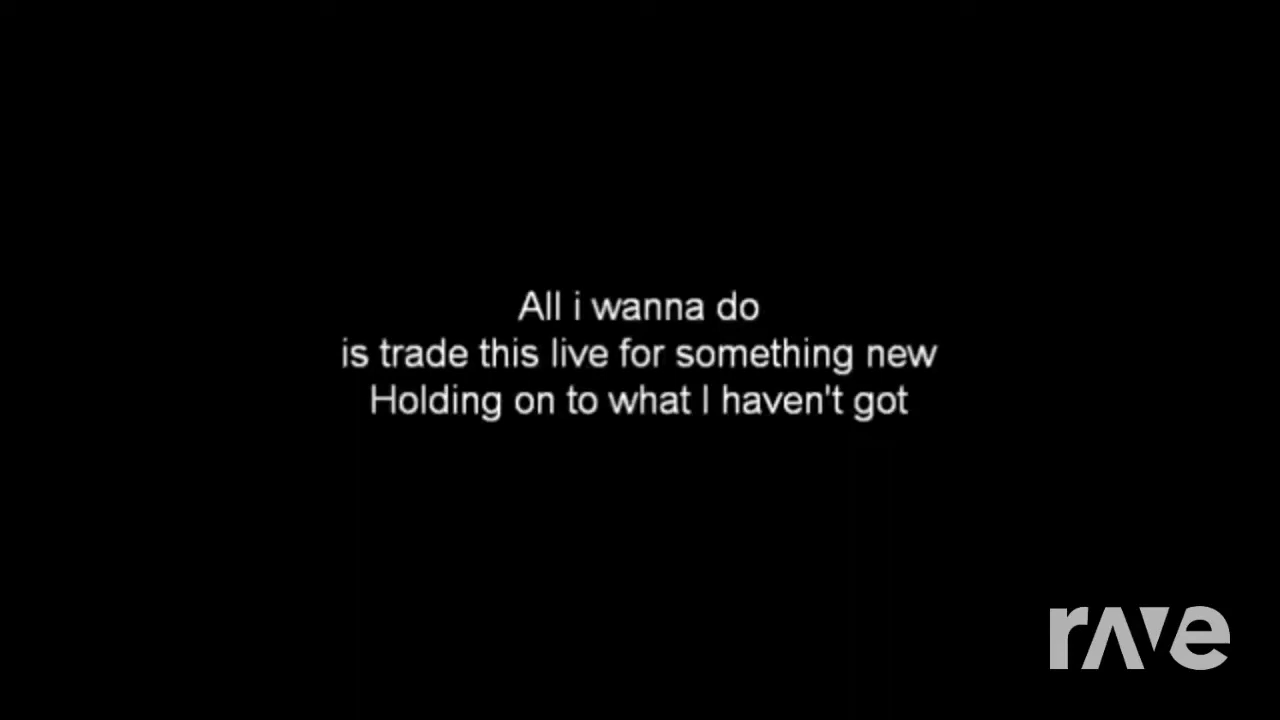 All i wanna do
is trade this live for something new
Holding on to what I haven't got
rave